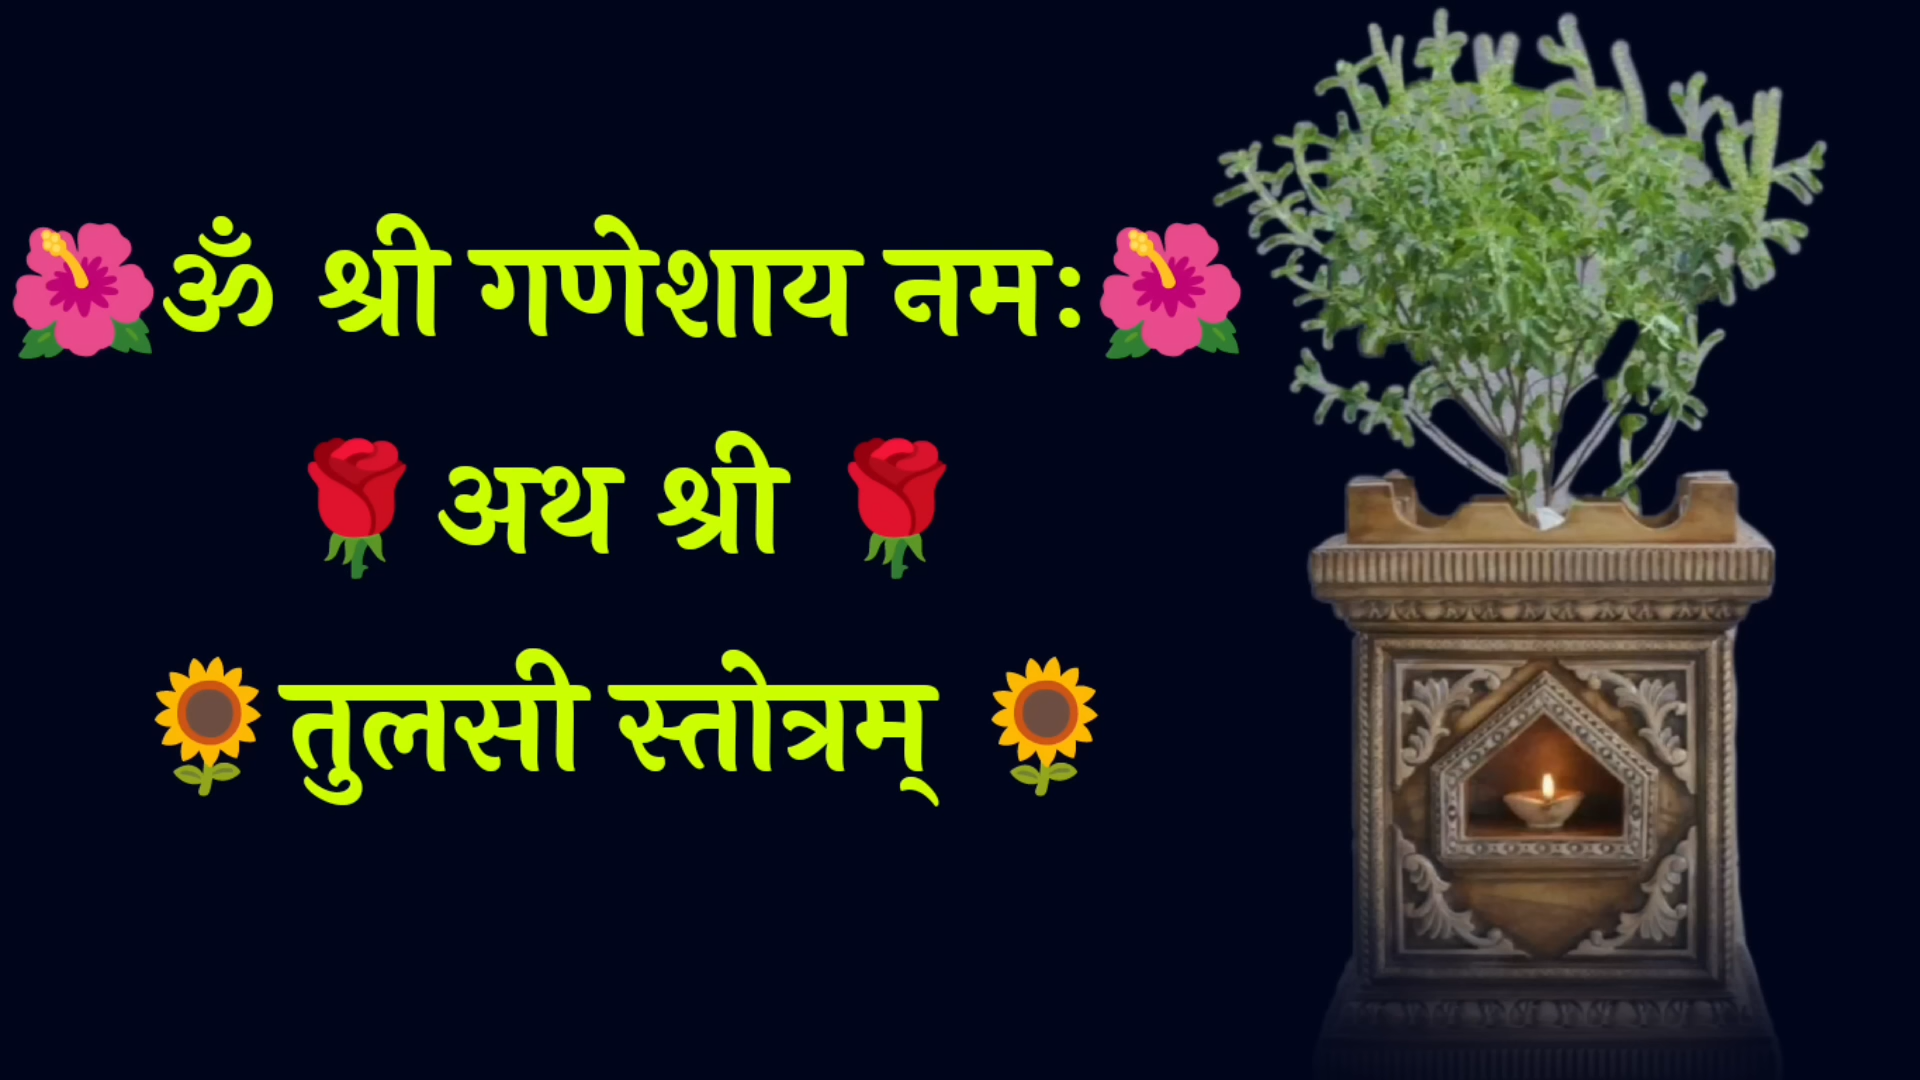 🌺ॐ श्री गणेशाय नमः🌺
🌹अथ श्री 🌹
🌻तुलसी स्तोत्रम् 🌻